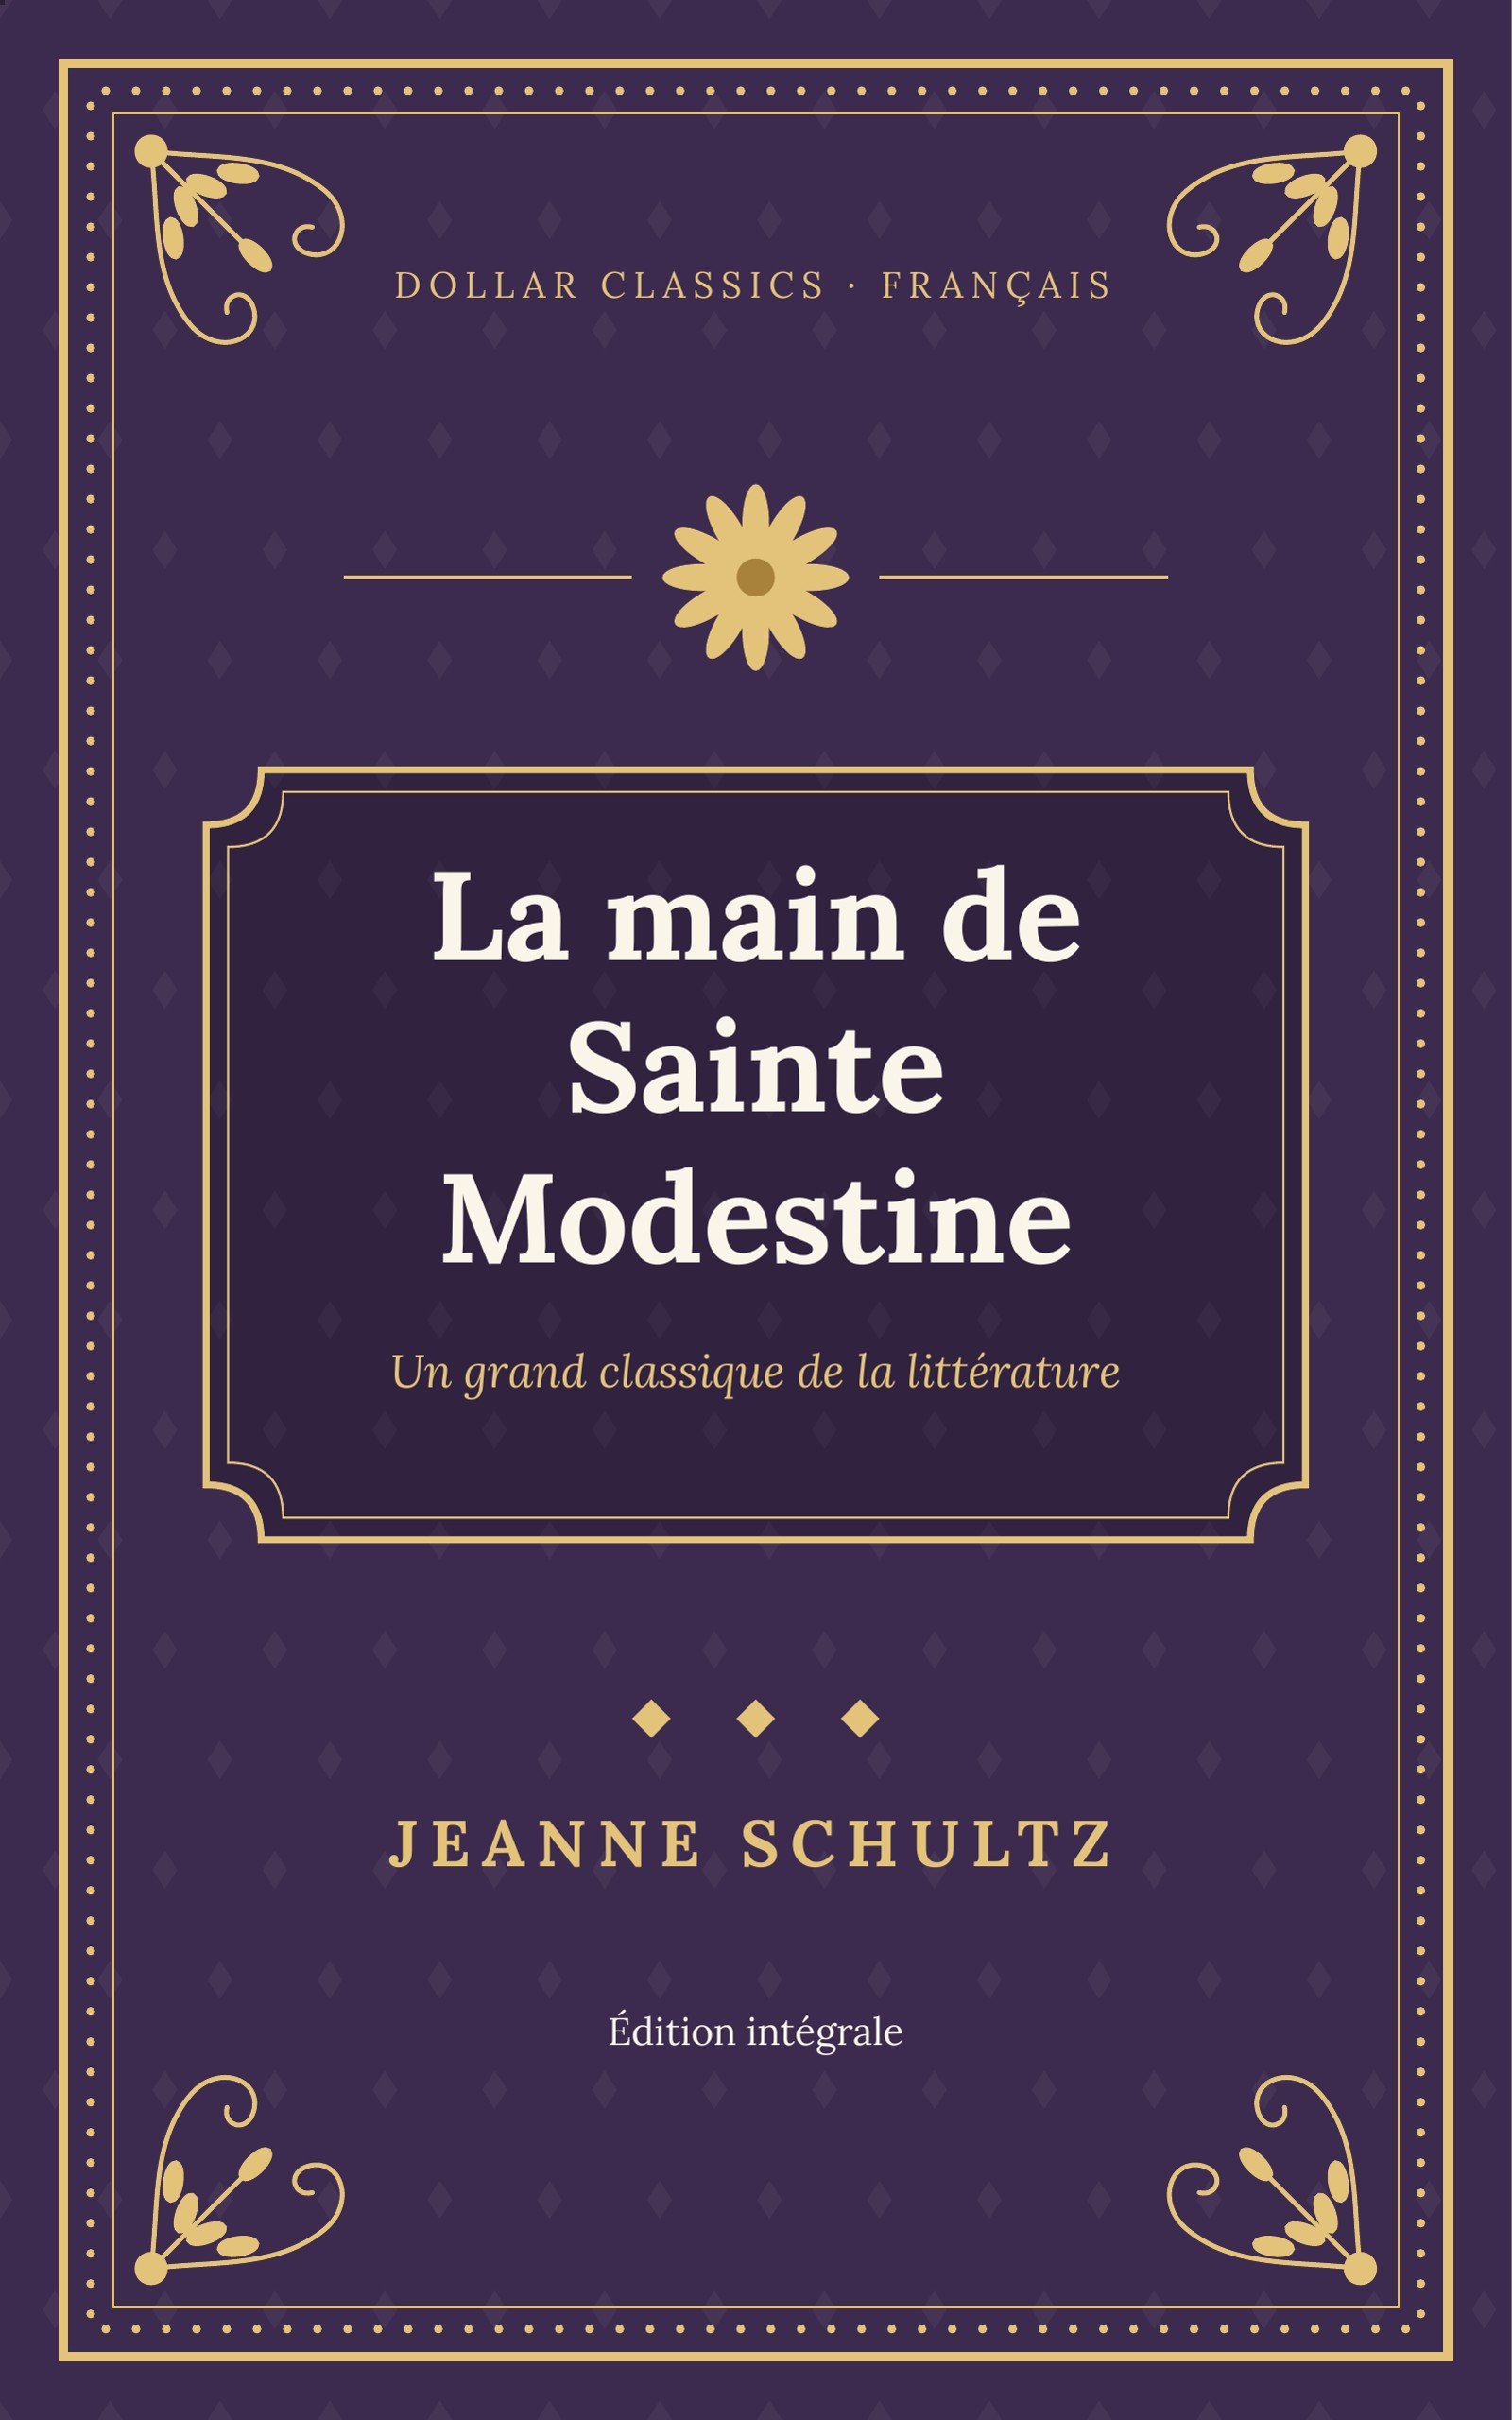 DOLLAR CLASSICS · FRANÇAIS
La main de
Sainte
Modestine
Un grand classique de la littérature
JEANNE SCHULTZ
Édition intégrale